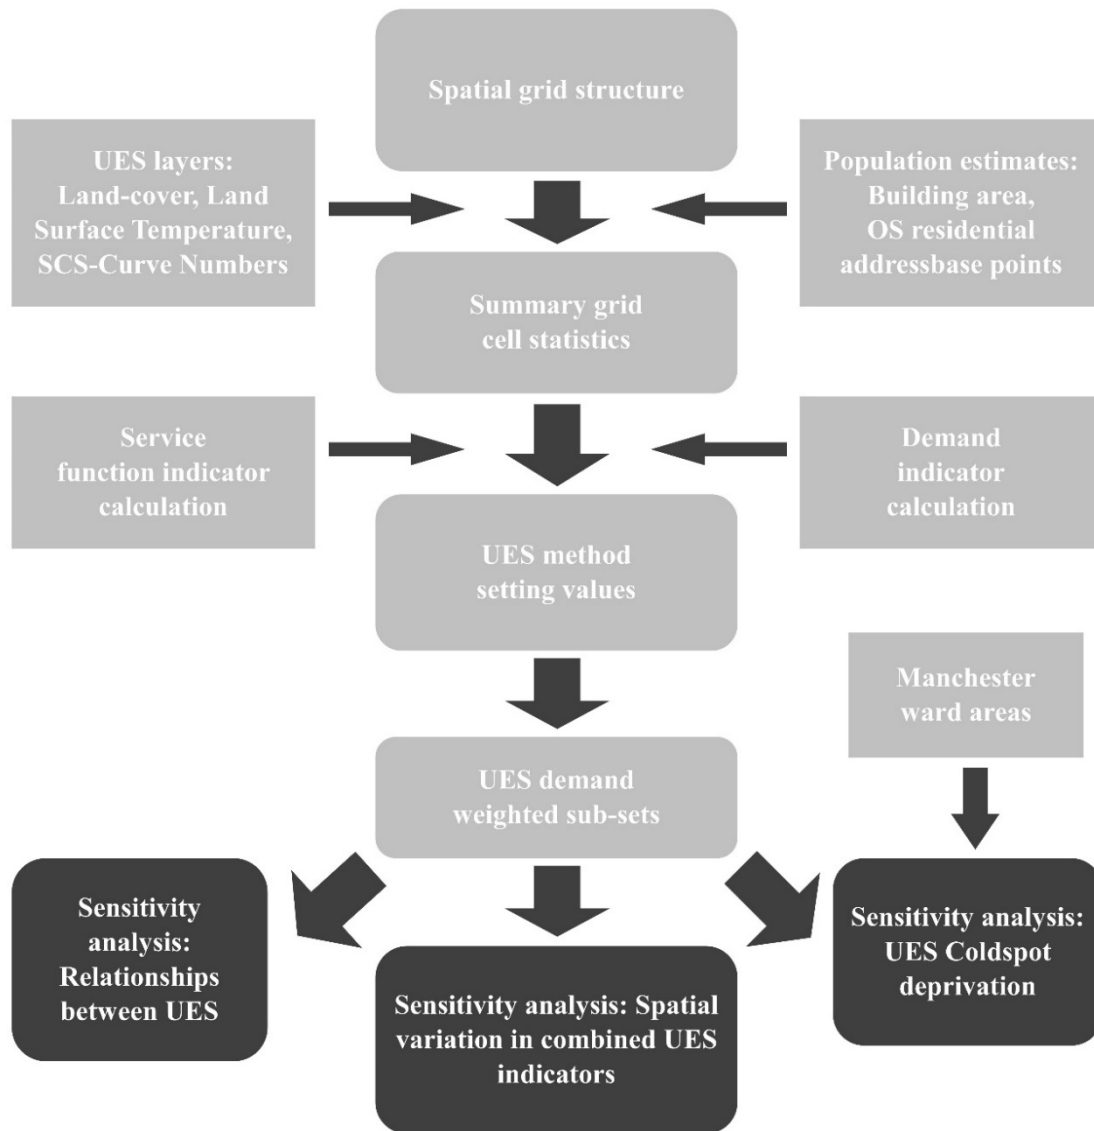 Spatial grid structure
UES layers:
Land-cover, Land
Surface Temperature,
SCS-Curve Numbers
Population estimates:
Building area,
OS residential
addressbase points
Summary grid
cell statistics
Service
function indicator
calculation
Demand
indicator
calculation
UES method
setting values
Manchester
ward areas
UES demand
weighted sub-sets
Sensitivity
analysis:
Relationships
between UES
Sensitivity analysis: Spatial
variation in combined UES
indicators
Sensitivity analysis:
UES Coldspot
deprivation